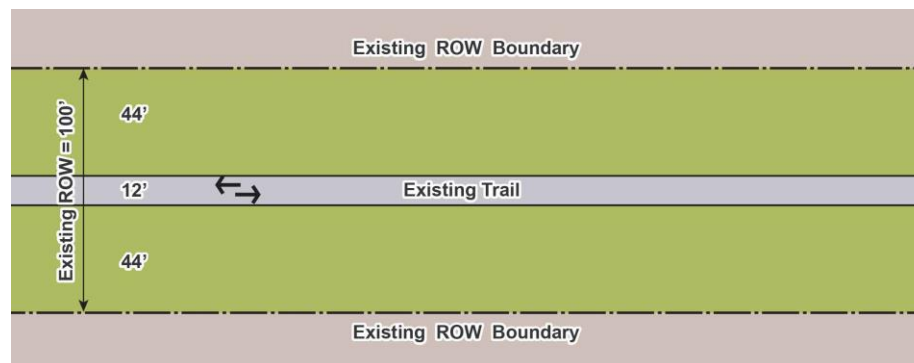 Existing ROW Boundary
Existing ROW = 100'
44’
12’
Existing Trail
44’
Existing ROW Boundary